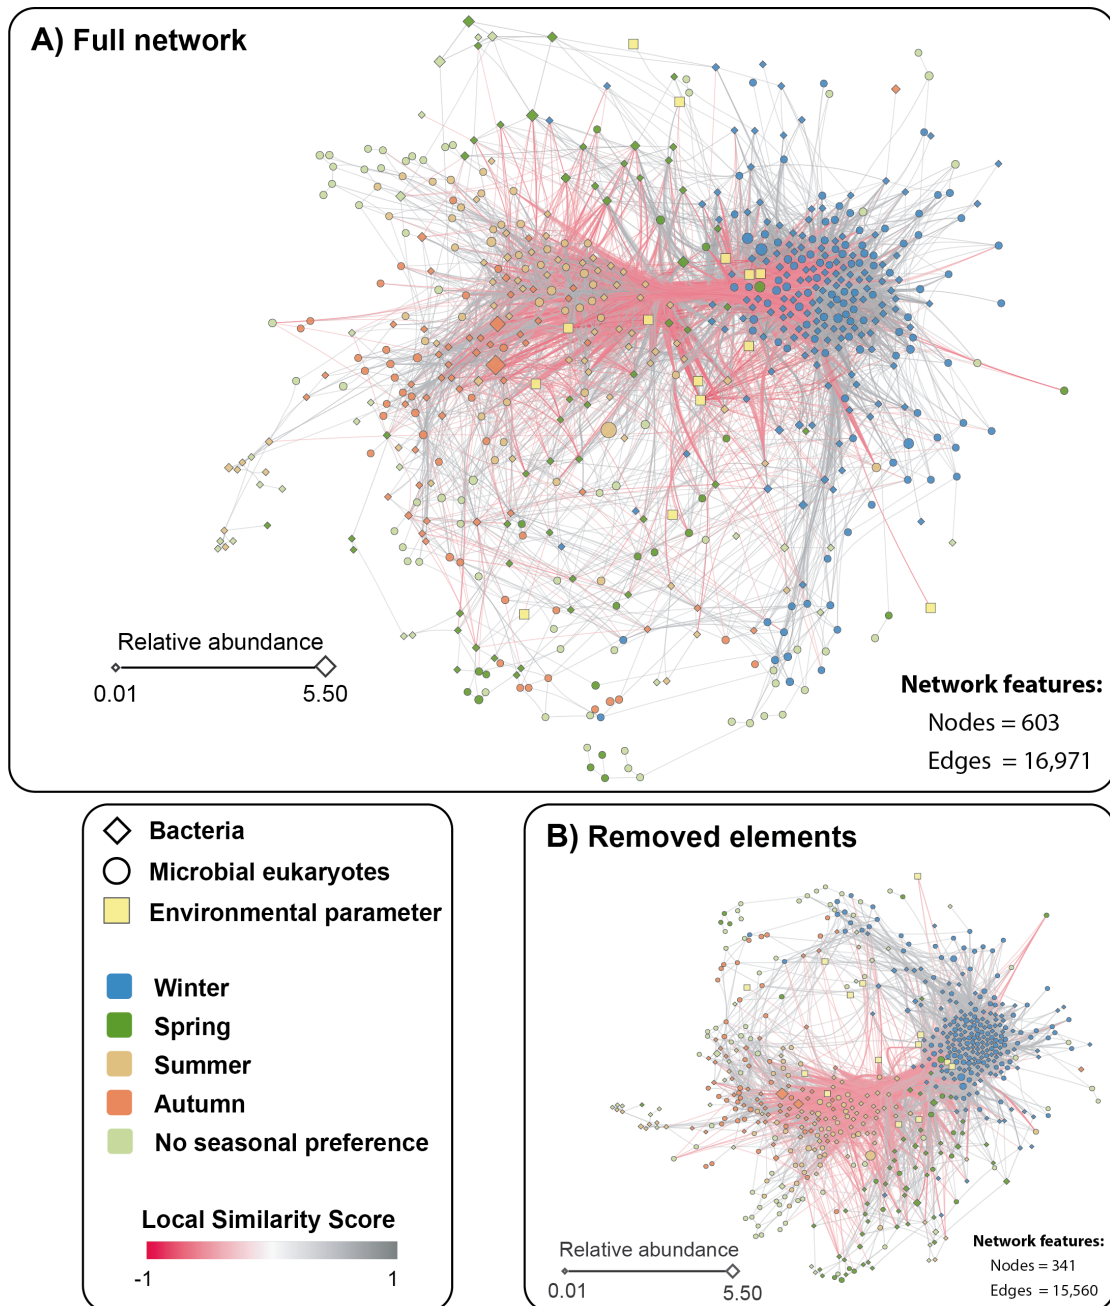 A) Full network
Relative abundance
0.01 5.50
Network features:
Nodes = 603
Edges = 16,971
Bacteria
Microbial eukaryotes
Environmental parameter
Winter
Spring
Summer
Autumn
No seasonal preference
Local Similarity Score
-1 1
B) Removed elements
Relative abundance
0.01 5.50
Network features:
Nodes = 341
Edges = 15,560